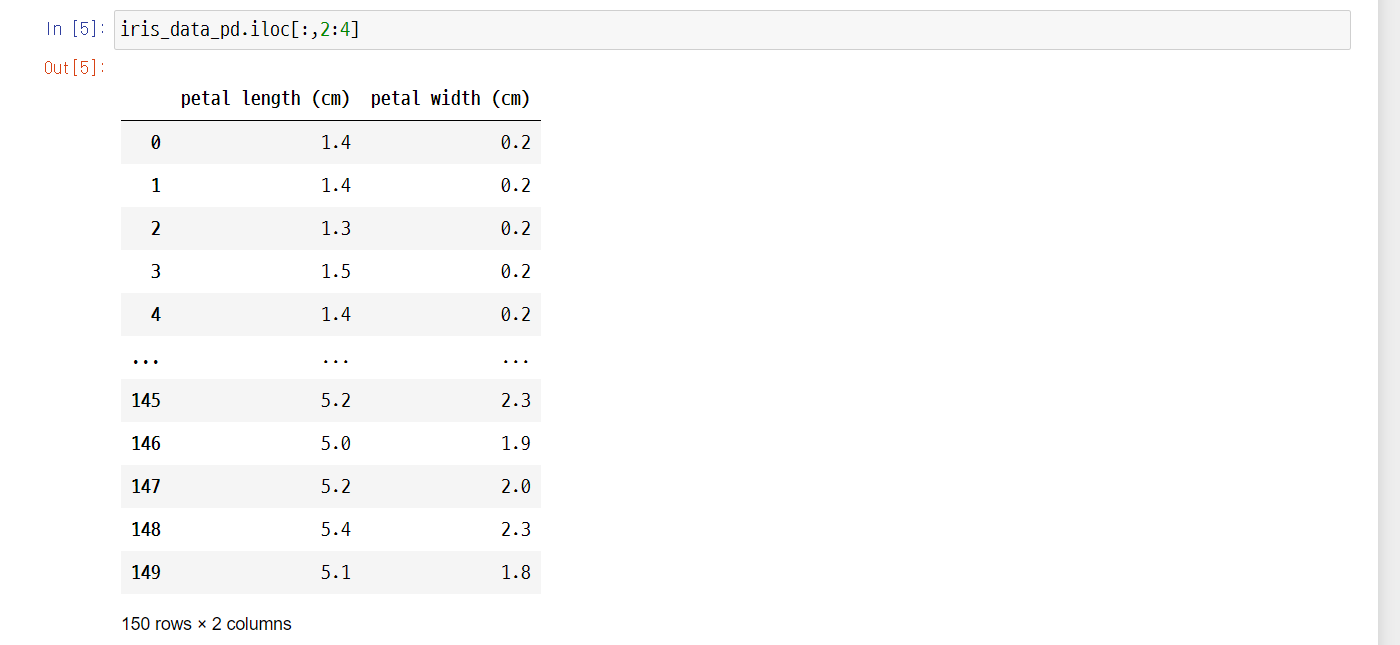 In [5]: iris_data_pd.iloc[:,2:4]
Out[5]:
petal length (cm) petal width (cm)
0 1.4 0.2
1 1.4 0.2
2 1.3 0.2
3 1.5 0.2
4 1.4 0.2
... ... ...
145 5.2 2.3
146 5.0 1.9
147 5.2 2.0
148 5.4 2.3
149 5.1 1.8
150 rows × 2 columns